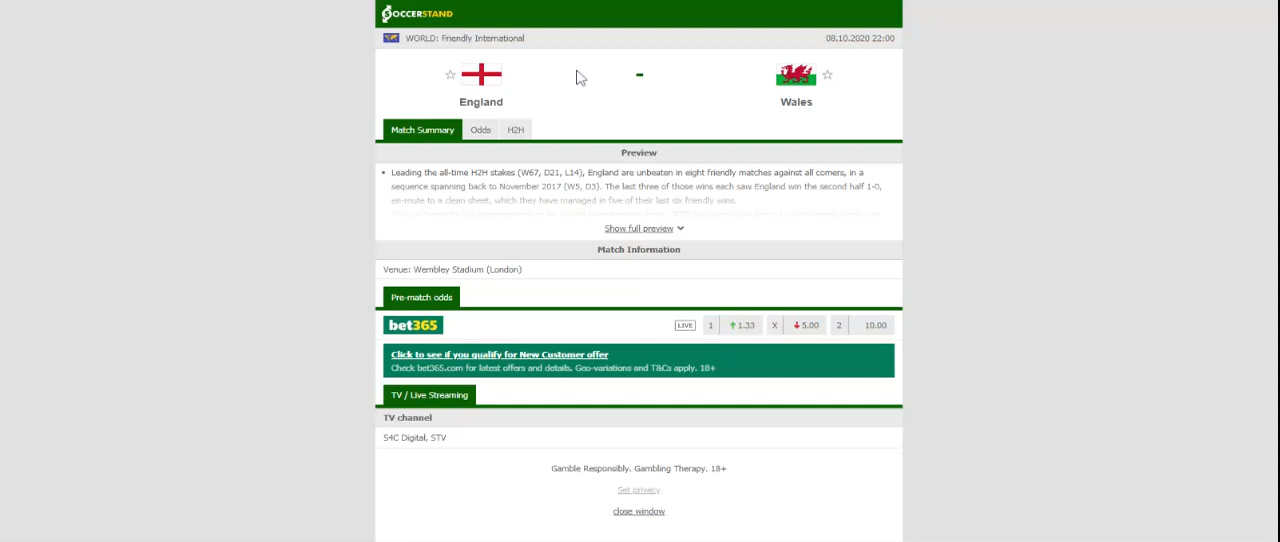 SOCCERSTAND
WORLD: Friendly International 08.10.2020 22:00
-
England Wales
Match Summary Odds H2H
Preview
• Leading the all-time H2H stakes (W67, D21, L14), England are unbeaten in eight friendly matches against all comers, in a
sequence spanning back to November 2017 (W5, D3). The last three of those wins each saw England win the second half 1-0,
en-route to a clean sheet, which they have managed in five of their last six friendly wins.
Show full preview
Match Information
Venue: Wembley Stadium (London)
Pre-match odds
bet365 LIVE 1 1.33 X 5.00 2 10.00
Click to see if you qualify for New Customer offer
Check bet365.com for latest offers and details. Geo-variations and T&Cs apply. 18+
TV / Live Streaming
TV channel
S4C Digital, STV
Gamble Responsibly. Gambling Therapy. 18+
Set privacy
close window